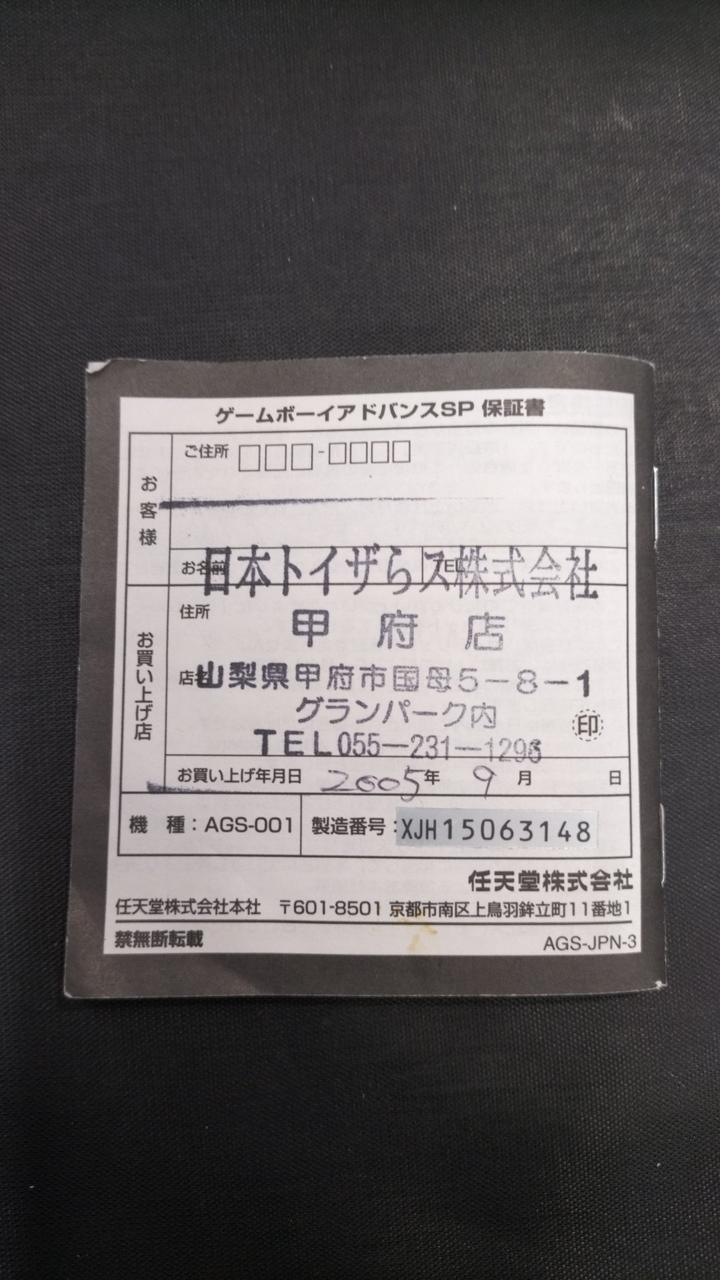 ゲームボーイアドバンスSP 保証書
お客様
ご住所 □□□-□□□□
お名前 TEL
日本トイザらス株式会社
お買い上げ店
住所
甲府店
店名
山梨県甲府市国母5-8-1
グランパーク内
印
TEL055-231-1296
お買い上げ年月日 2005年 9月 日
機 種:AGS-001 製造番号:XJH15063148
任天堂株式会社
任天堂株式会社本社 〒601-8501 京都市南区上鳥羽鉾立町11番地1
禁無断転載 AGS-JPN-3